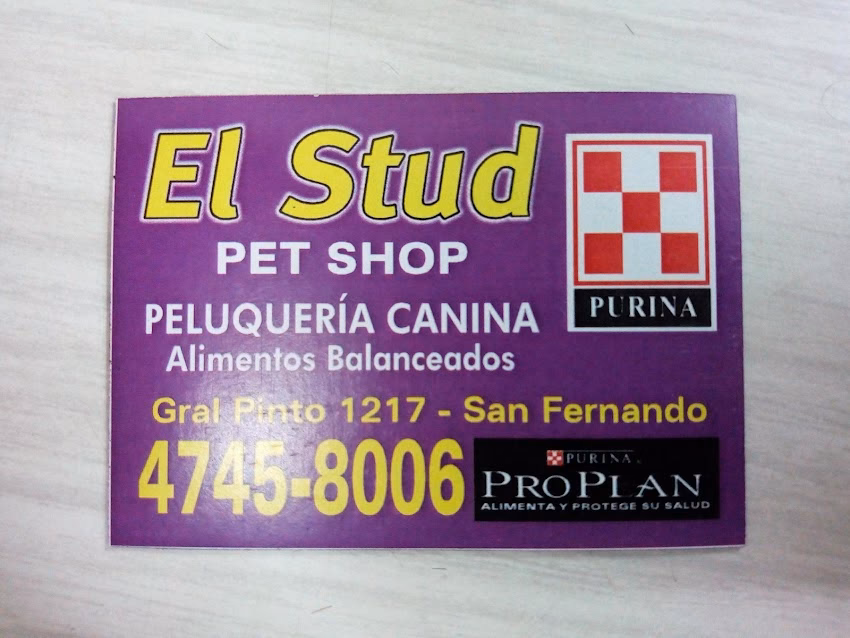 El Stud
PET SHOP
PURINA
PELUQUERÍA CANINA
Alimentos Balanceados
Gral Pinto 1217 - San Fernando
4745-8006
PURINA
PROPLAN
ALIMENTA Y PROTEGE SU SALUD